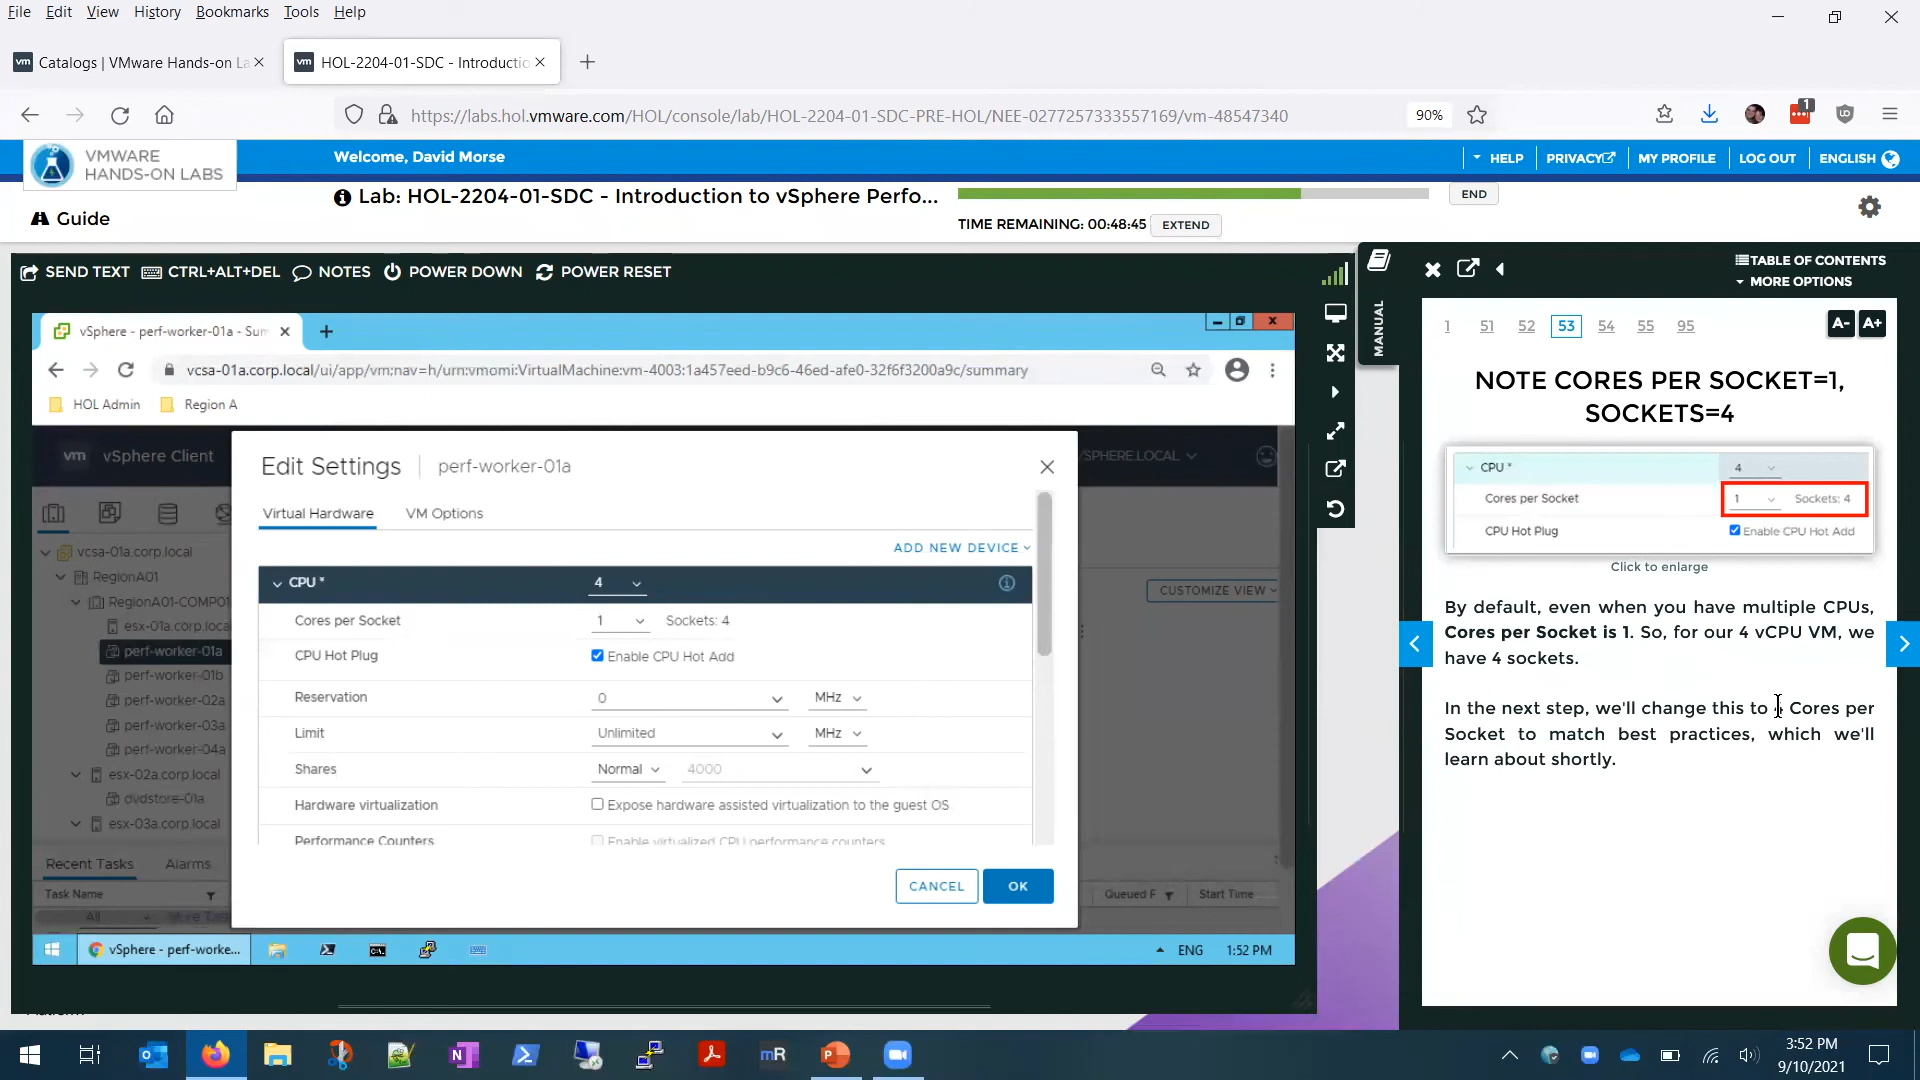 File Edit View History Bookmarks Tools Help
Catalogs | VMware Hands-on La
HOL-2204-01-SDC - Introductio
https://labs.hol.vmware.com/HOL/console/lab/HOL-2204-01-SDC-PRE-HOL/NEE-0277257333557169/vm-48547340
90%
1
VMWARE
HANDS-ON LABS
Welcome, David Morse
HELP PRIVACY MY PROFILE LOG OUT ENGLISH
Lab: HOL-2204-01-SDC - Introduction to vSphere Perfo...
END
Guide
TIME REMAINING: 00:48:45 EXTEND
SEND TEXT CTRL+ALT+DEL NOTES POWER DOWN POWER RESET
vSphere - perf-worker-01a - Sum
vcsa-01a.corp.local/ui/app/vm;nav=h/urn:vmomi:VirtualMachine:vm-4003:1a457eed-b9c6-46ed-afe0-32f6f3200a9c/summary
HOL Admin Region A
vm vSphere Client
/SPHERE.LOCAL
vcsa-01a.corp.local
RegionA01
RegionA01-COMP01
esx-01a.corp.loca
perf-worker-01a
perf-worker-01b
perf-worker-02a
perf-worker-03a
perf-worker-04a
esx-02a.corp.local
dvdstore-01a
esx-03a.corp.local
Recent Tasks Alarms
Task Name
All More Tas
CUSTOMIZE VIEW
Queued F Start Time
Edit Settings perf-worker-01a
Virtual Hardware VM Options
ADD NEW DEVICE
CPU * 4
Cores per Socket 1 Sockets: 4
CPU Hot Plug Enable CPU Hot Add
Reservation 0 MHz
Limit Unlimited MHz
Shares Normal 4000
Hardware virtualization Expose hardware assisted virtualization to the guest OS
Performance Counters Enable virtualized CPU performance counters
CANCEL OK
vSphere - perf-worke...
ENG 1:52 PM
MANUAL
TABLE OF CONTENTS
MORE OPTIONS
1 51 52 53 54 55 95
A- A+
NOTE CORES PER SOCKET=1,
SOCKETS=4
CPU * 4
Cores per Socket 1 Sockets: 4
CPU Hot Plug Enable CPU Hot Add
Click to enlarge
By default, even when you have multiple CPUs,
Cores per Socket is 1. So, for our 4 vCPU VM, we
have 4 sockets.
In the next step, we'll change this to Cores per
Socket to match best practices, which we'll
learn about shortly.
3:52 PM
9/10/2021